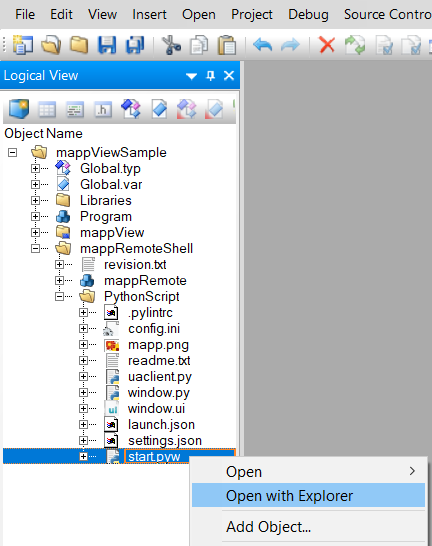 File Edit View Insert Open Project Debug Source Contro
Logical View
.h
Object Name
mappViewSample
Global.typ
Global.var
Libraries
Program
mappView
mappRemoteShell
revision.txt
mappRemote
PythonScript
.pylintrc
config.ini
mapp.png
readme.txt
uaclient.py
window.py
ui window.ui
launch.json
settings.json
start.pyw
Open
Open with Explorer
Add Object...